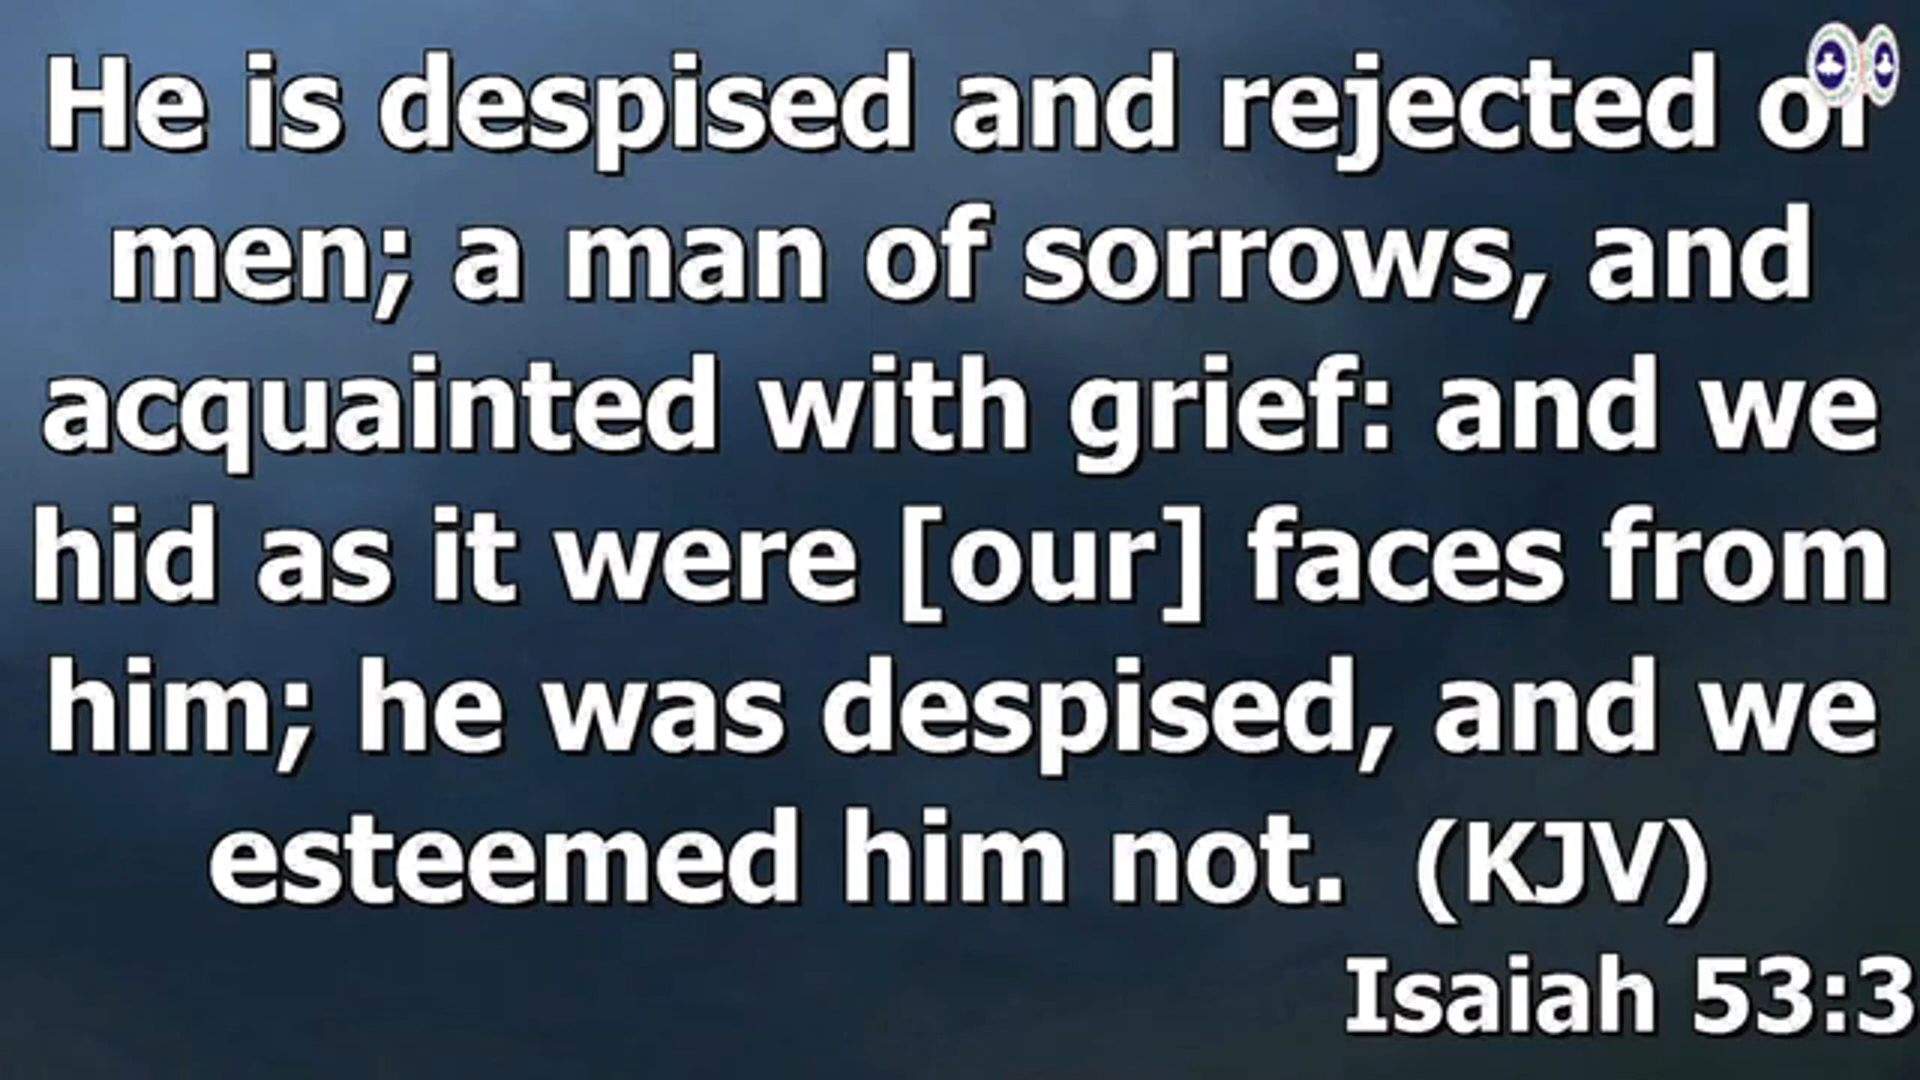 He is despised and rejected of
men; a man of sorrows, and
acquainted with grief: and we
hid as it were [our] faces from
him; he was despised, and we
esteemed him not. (KJV)
Isaiah 53:3